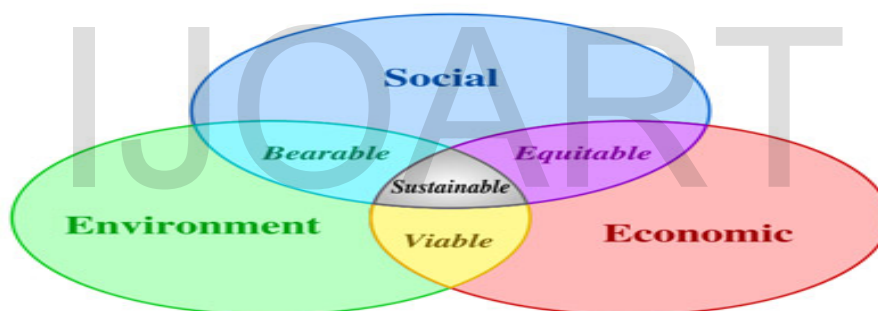 IJOART
Social
Bearable
Equitable
Sustainable
Environment
Viable
Economic